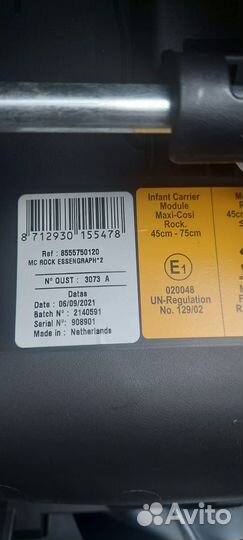 8 712930 155478
Ref : 8555750120
MC ROCK ESSENGRAPH*2
N° OUST : 3073 A
Datas
Date : 06/09/2021
Batch N° : 2140591
Serial N°: 908901
Made in : Netherlands
Infant Carrier
Module
Maxi-Cosi
Rock.
45cm - 75cm
E1
020048
UN-Regulation
No. 129/02
Avito